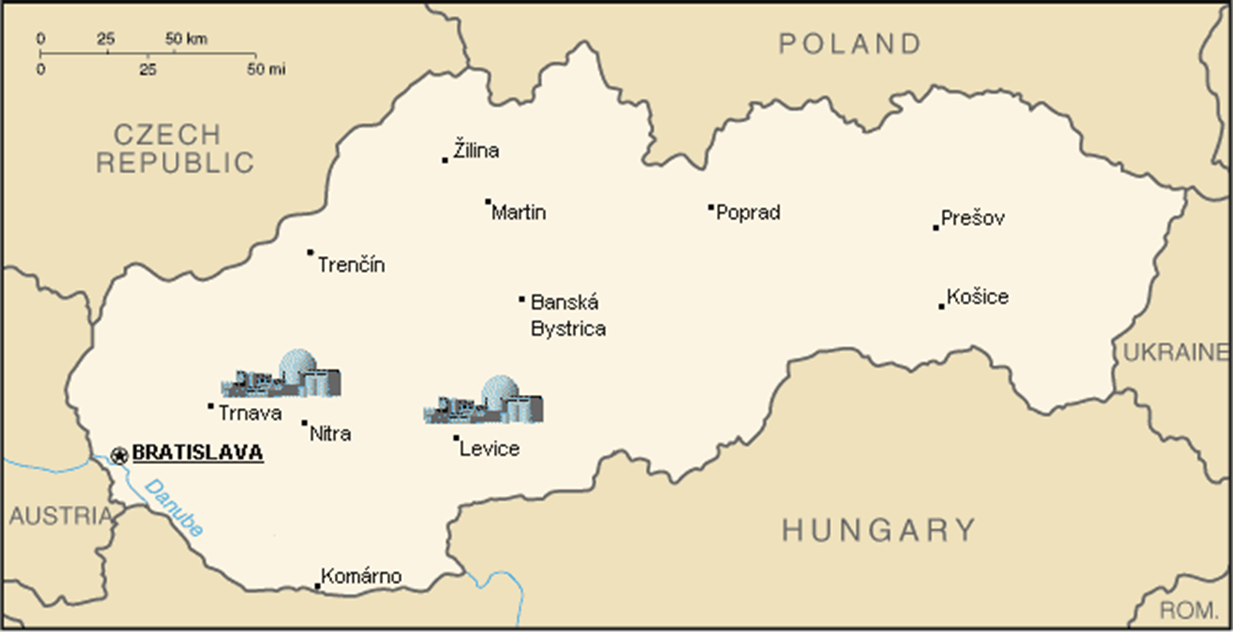 0 25 50 km
0 25 50 mi
POLAND
CZECH
REPUBLIC
Žilina
Martin
Poprad
Prešov
Trenčín
Banská
Bystrica
Košice
UKRAINE
Trnava
Nitra
Levice
BRATISLAVA
Danube
AUSTRIA
HUNGARY
Komárno
ROM.